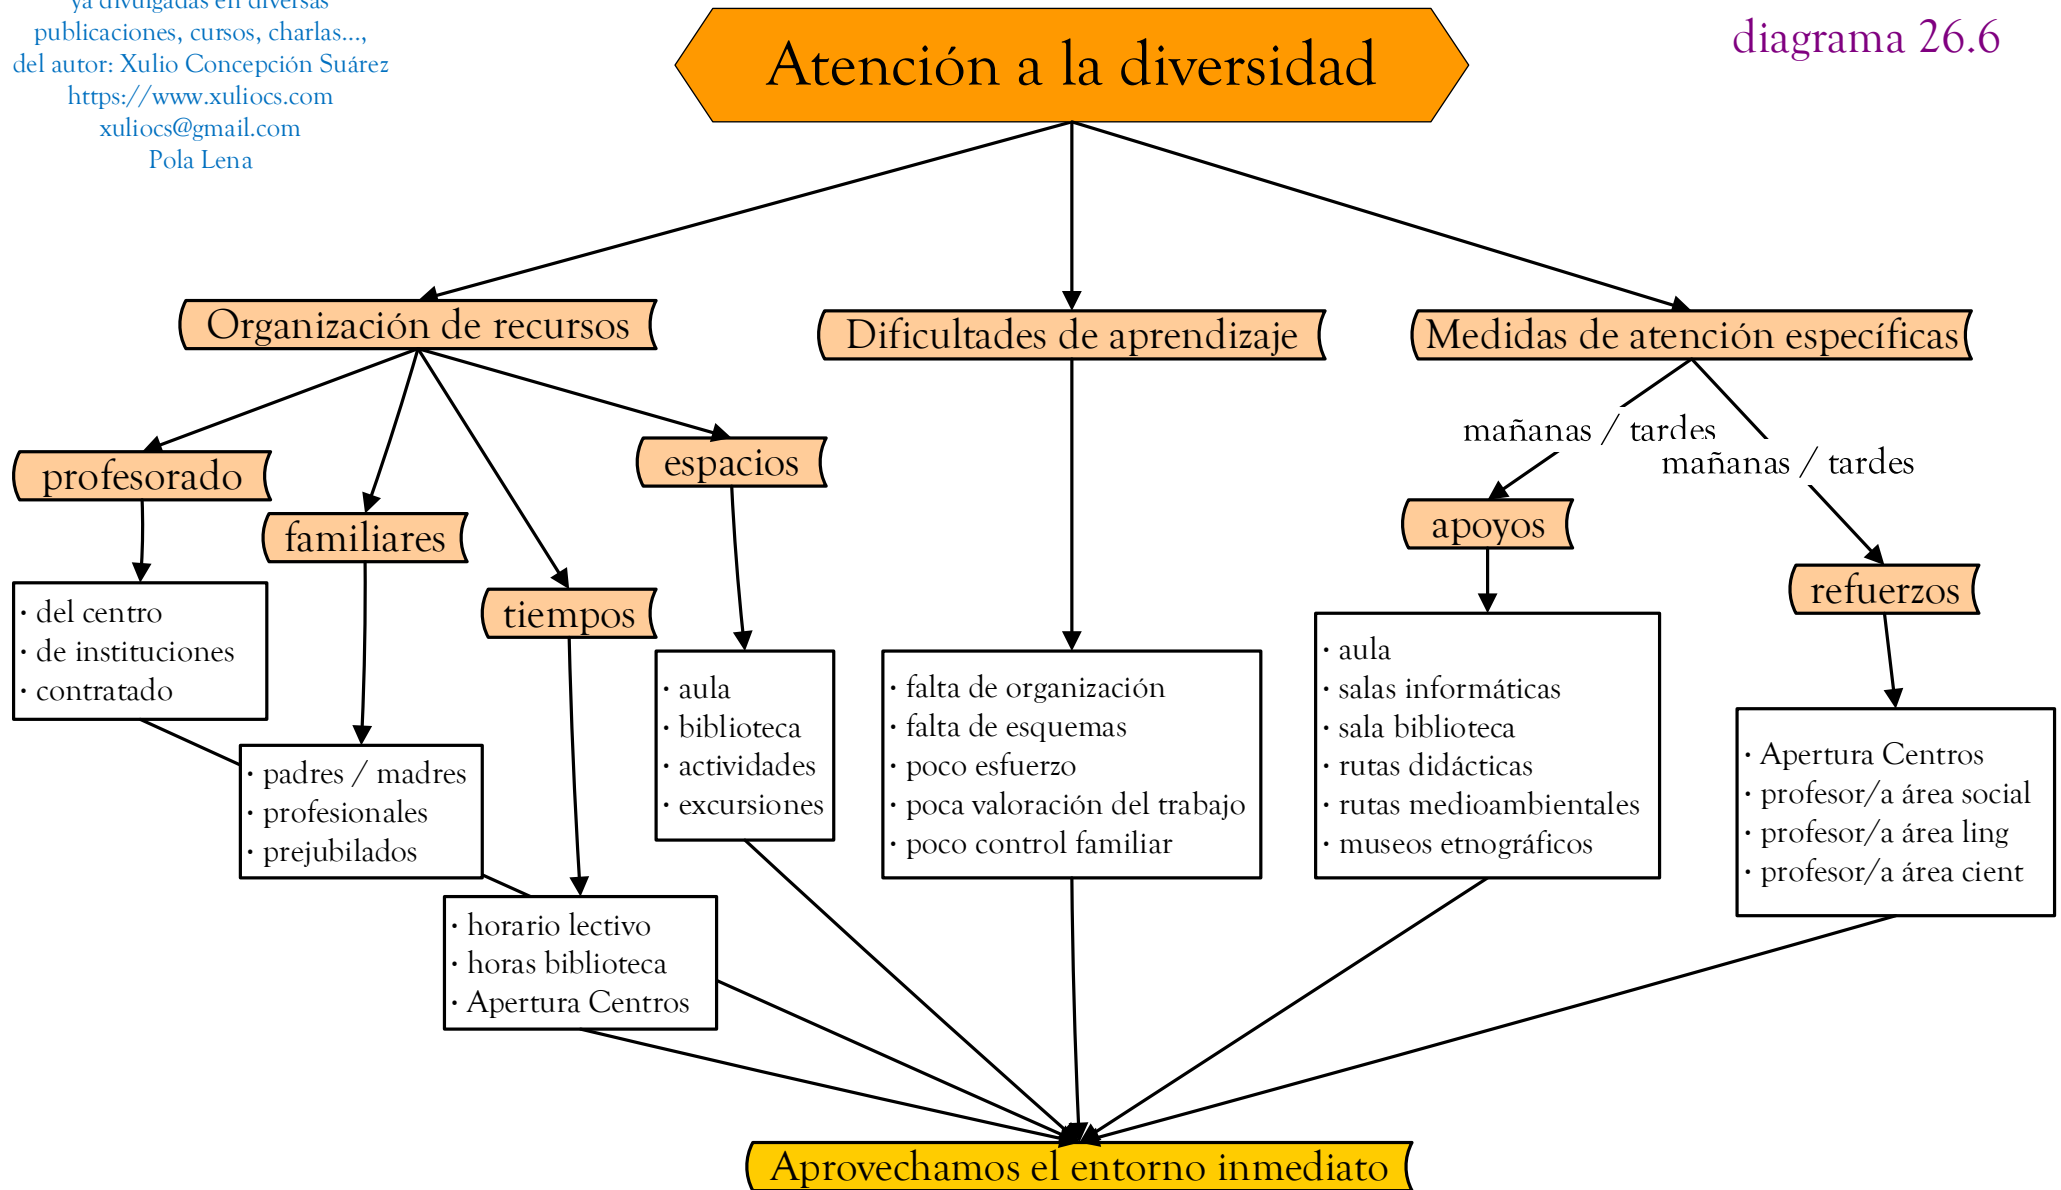 ya divulgadas en diversas
publicaciones, cursos, charlas...,
del autor: Xulio Concepción Suárez
https://www.xuliocs.com
xuliocs@gmail.com
Pola Lena
Atención a la diversidad
diagrama 26.6
Organización de recursos
Dificultades de aprendizaje
Medidas de atención específicas
profesorado
familiares
tiempos
espacios
mañanas / tardes
mañanas / tardes
apoyos
refuerzos
· del centro
· de instituciones
· contratado
· padres / madres
· profesionales
· prejubilados
· horario lectivo
· horas biblioteca
· Apertura Centros
· aula
· biblioteca
· actividades
· excursiones
· falta de organización
· falta de esquemas
· poco esfuerzo
· poca valoración del trabajo
· poco control familiar
· aula
· salas informáticas
· sala biblioteca
· rutas didácticas
· rutas medioambientales
· museos etnográficos
· Apertura Centros
· profesor/a área social
· profesor/a área ling
· profesor/a área cient
Aprovechamos el entorno inmediato